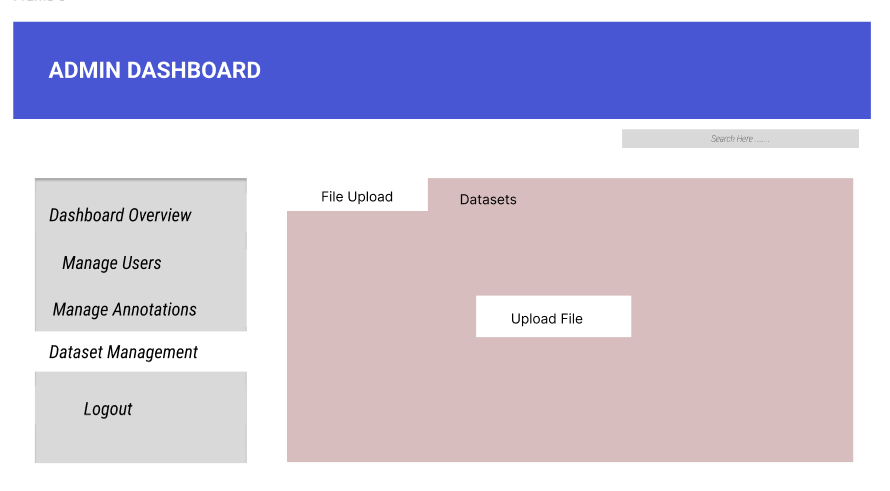 ADMIN DASHBOARD
Search Here .......
File Upload
Datasets
Dashboard Overview
Manage Users
Manage Annotations
Dataset Management
Logout
Upload File